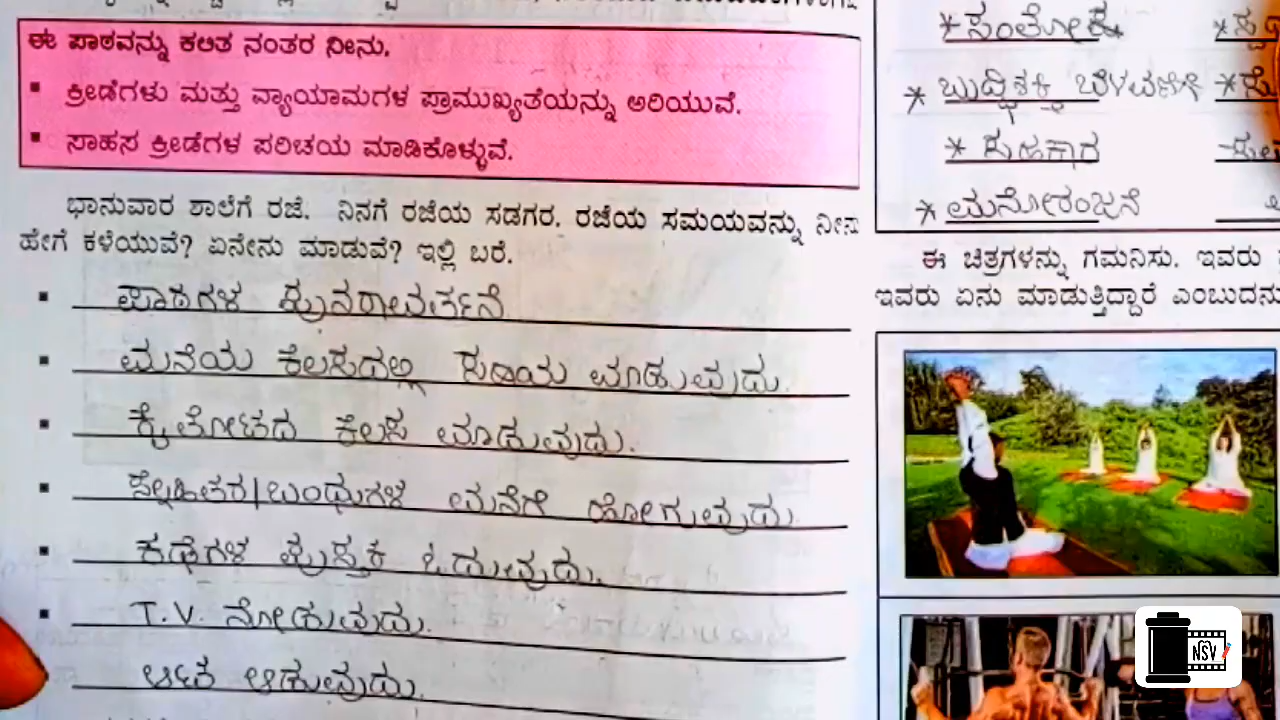 ಈ ಪಾಠವನ್ನು ಕಲಿತ ನಂತರ ನೀನು,
▪ ಕ್ರೀಡೆಗಳು ಮತ್ತು ವ್ಯಾಯಾಮಗಳ ಪ್ರಾಮುಖ್ಯತೆಯನ್ನು ಅರಿಯುವೆ.
▪ ಸಾಹಸ ಕ್ರೀಡೆಗಳ ಪರಿಚಯ ಮಾಡಿಕೊಳ್ಳುವೆ.
ಭಾನುವಾರ ಶಾಲೆಗೆ ರಜೆ. ನಿನಗೆ ರಜೆಯ ಸಡಗರ. ರಜೆಯ ಸಮಯವನ್ನು ನೀನು
ಹೇಗೆ ಕಳೆಯುವೆ? ಏನೇನು ಮಾಡುವೆ? ಇಲ್ಲಿ ಬರೆ.
▪ ಪಾಠಗಳ ಪುನರಾವರ್ತನೆ
▪ ಮನೆಯ ಕೆಲಸದಲ್ಲಿ ಸಹಾಯ ಮಾಡುವುದು.
▪ ಕೈತೋಟದ ಕೆಲಸ ಮಾಡುವುದು.
▪ ಸ್ನೇಹಿತರ/ಬಂಧುಗಳ ಮನೆಗೆ ಹೋಗುವುದು
▪ ಕಥೆಗಳ ಪುಸ್ತಕ ಓದುವುದು.
▪ T.V. ನೋಡುವುದು.
ಆಟ ಆಡುವುದು.
* ಸಂತೋಷ
* ಬುದ್ಧಿಶಕ್ತಿ ಬೆಳವಣಿಗೆ
* ಸಹಕಾರ
* ಮನೋರಂಜನೆ
ಈ ಚಿತ್ರಗಳನ್ನು ಗಮನಿಸು. ಇವರು
ಇವರು ಏನು ಮಾಡುತ್ತಿದ್ದಾರೆ
NSV